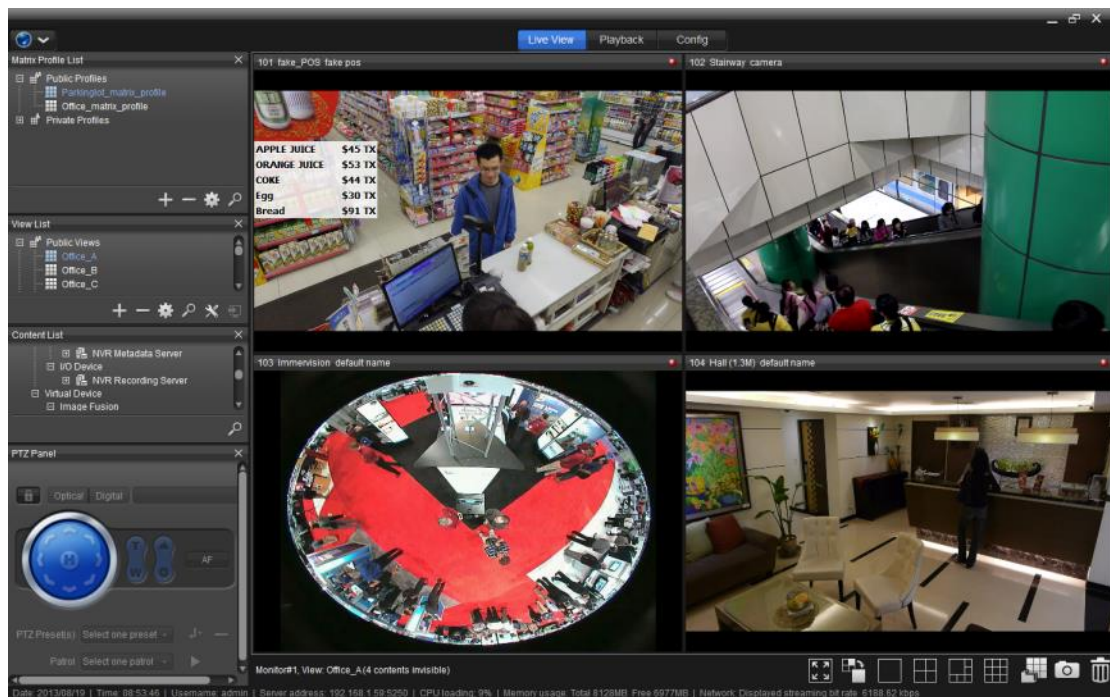 Live View Playback Config
Matrix Profile List
Public Profiles
Parkinglot_matrix_profile
Office_matrix_profile
Private Profiles
View List
Public Views
Office_A
Office_B
Office_C
Content List
NVR Metadata Server
I/O Device
NVR Recording Server
Virtual Device
Image Fusion
PTZ Panel
Optical Digital
H
T
W
AF
PTZ Preset(s) Select one preset
Patrol Select one patrol
101 fake_POS fake pos
APPLE JUICE $45 TX
ORANGE JUICE $53 TX
COKE $44 TX
Egg $30 TX
Bread $91 TX
102 Stairway camera
103 Immervision default name
104 Hall (1.3M) default name
Monitor#1, View: Office_A (4 contents invisible)
Date: 2013/08/19 | Time: 08:53:46 | Username: admin | Server address: 192.168.1.59:5250 | CPU loading: 9% | Memory usage: Total 8128MB, Free 6977MB | Network: Displayed streaming bit rate: 6188.62 kbps